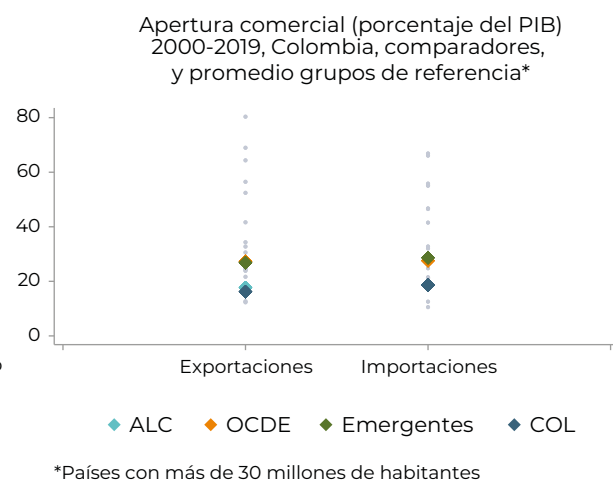 Apertura comercial (porcentaje del PIB)
2000-2019, Colombia, comparadores,
y promedio grupos de referencia*
80
60
40
20
0
Exportaciones Importaciones
ALC OCDE Emergentes COL
*Países con más de 30 millones de habitantes